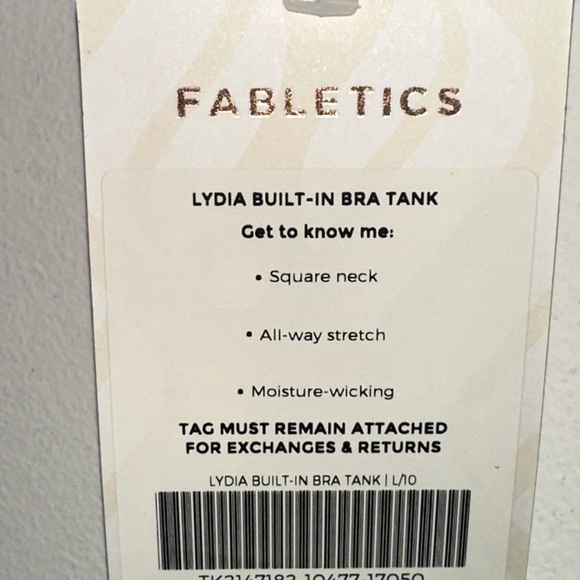 FABLETICS
LYDIA BUILT-IN BRA TANK
Get to know me:
• Square neck
• All-way stretch
• Moisture-wicking
TAG MUST REMAIN ATTACHED
FOR EXCHANGES & RETURNS
LYDIA BUILT-IN BRA TANK | L/10